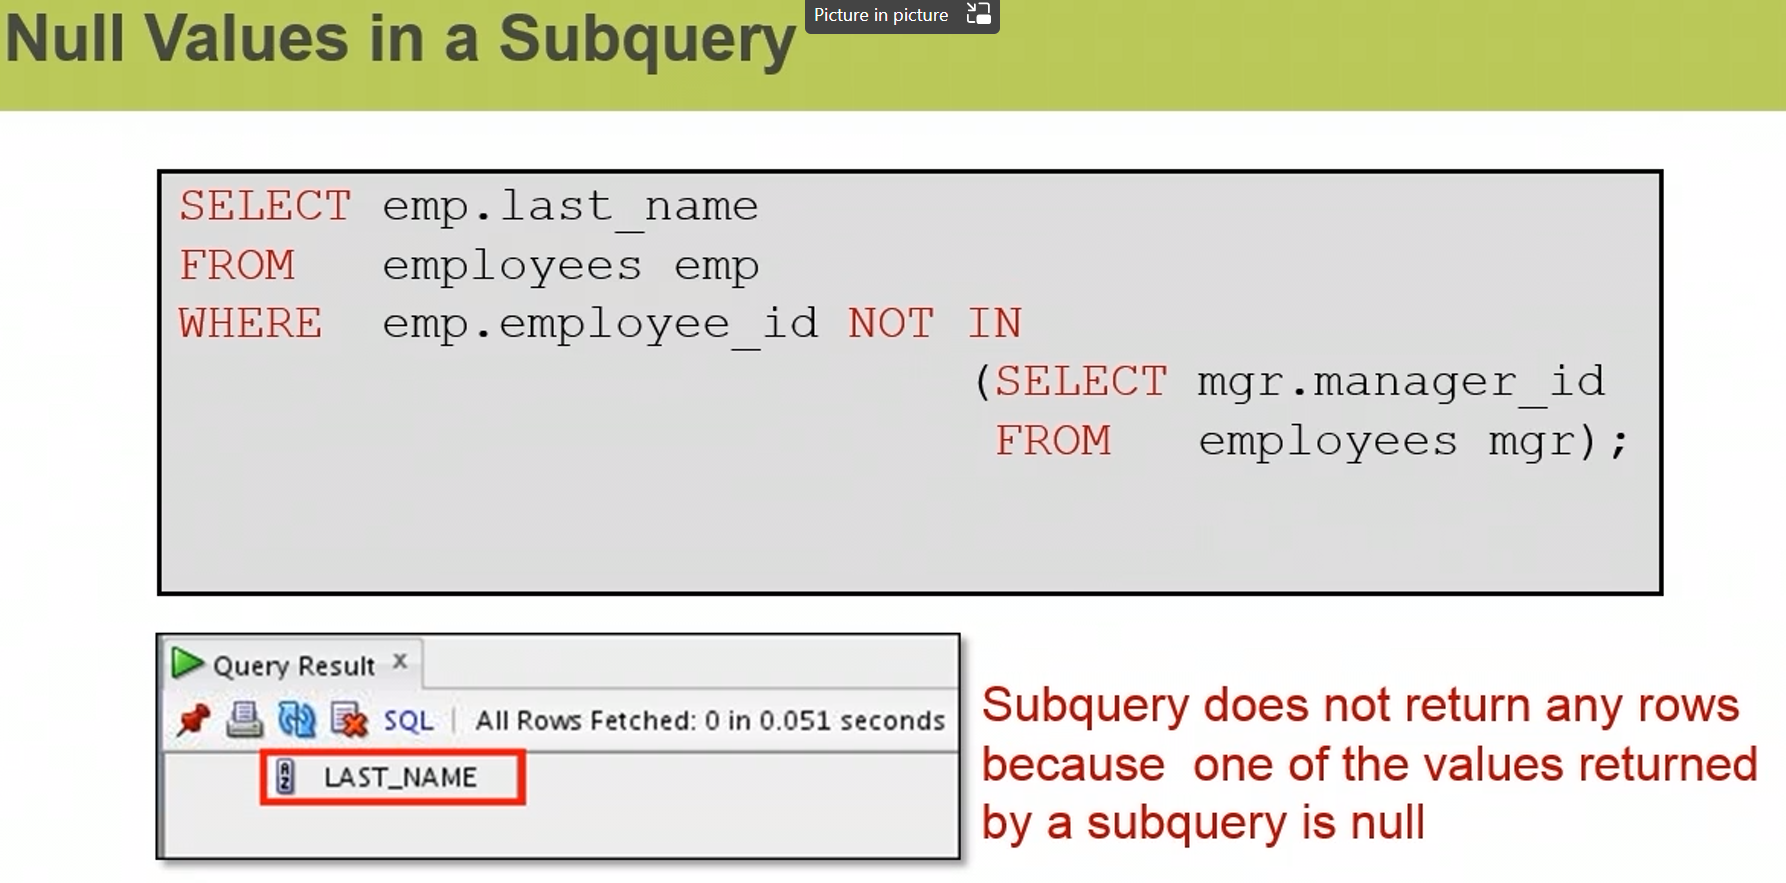 Picture in picture
Null Values in a Subquery
SELECT emp.last_name
FROM employees emp
WHERE emp.employee_id NOT IN
(SELECT mgr.manager_id
FROM employees mgr);
Query Result x
SQL | All Rows Fetched: 0 in 0.051 seconds
A Z LAST_NAME
Subquery does not return any rows
because one of the values returned
by a subquery is null